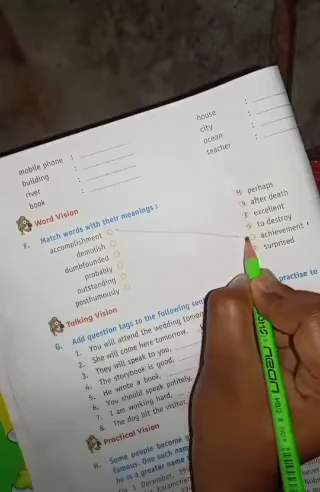 mobile phone :
building :
river :
book :
house :
city :
ocean :
teacher :
Word Vision
F. Match words with their meanings :
accomplishment
demolish
dumbfounded
probably
outstanding
posthumously
perhaps
after death
excellent
to destroy
achievement
surprised
Talking Vision
G. Add question tags to the following
1. You will attend the wedding
2. She will come here tomorrow,
3. They will speak to you,
4. The storybook is good,
5. He wrote a book,
6. You should speak politely,
7. I am working hard,
8. The dog bit the visitor,
practise to
Practical Vision
H. Some people become
famous. One such
he is a greater name
neon